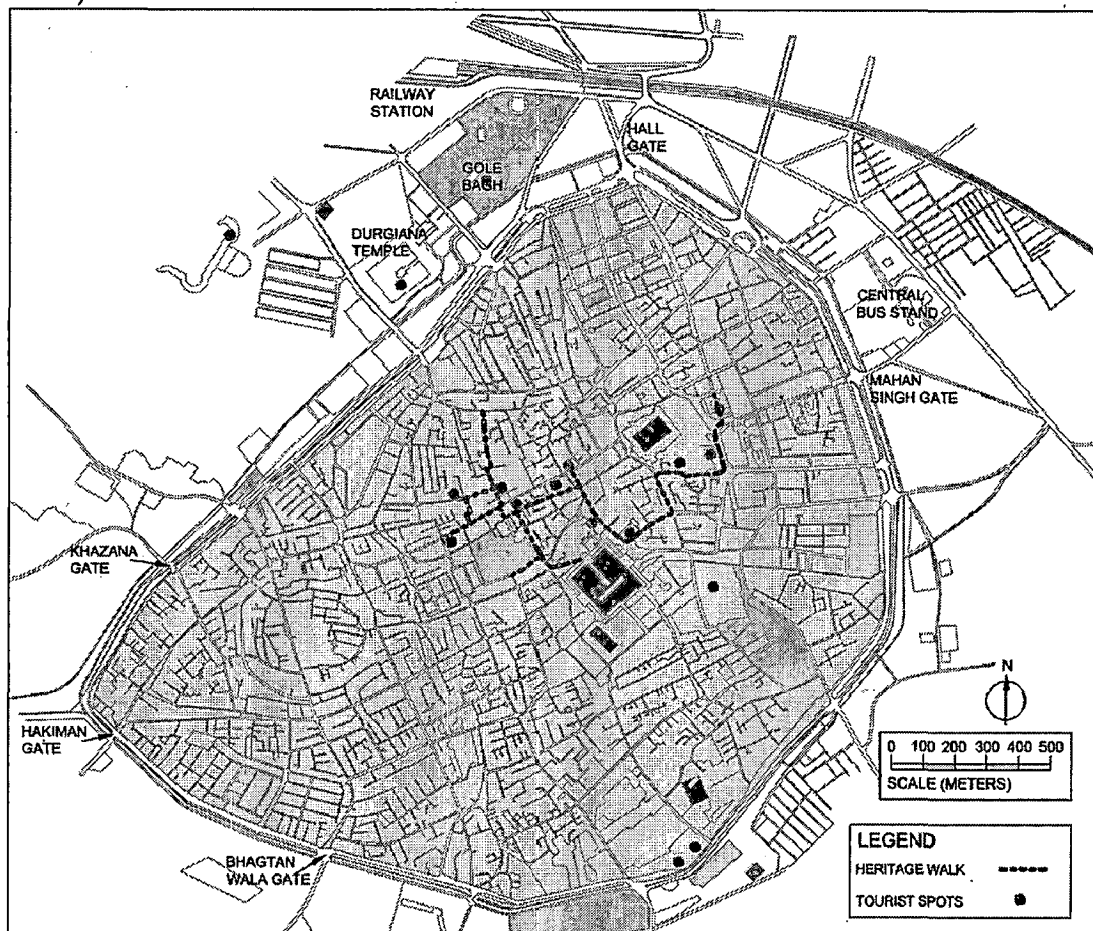 RAILWAY
STATION
HALL
GATE
GOLE
BAGH
DURGIANA
TEMPLE
CENTRAL
BUS STAND
MAHAN
SINGH GATE
KHAZANA
GATE
N
HAKIMAN
GATE
0 100 200 300 400 500
SCALE (METERS)
BHAGTAN
WALA GATE
LEGEND
HERITAGE WALK
TOURIST SPOTS